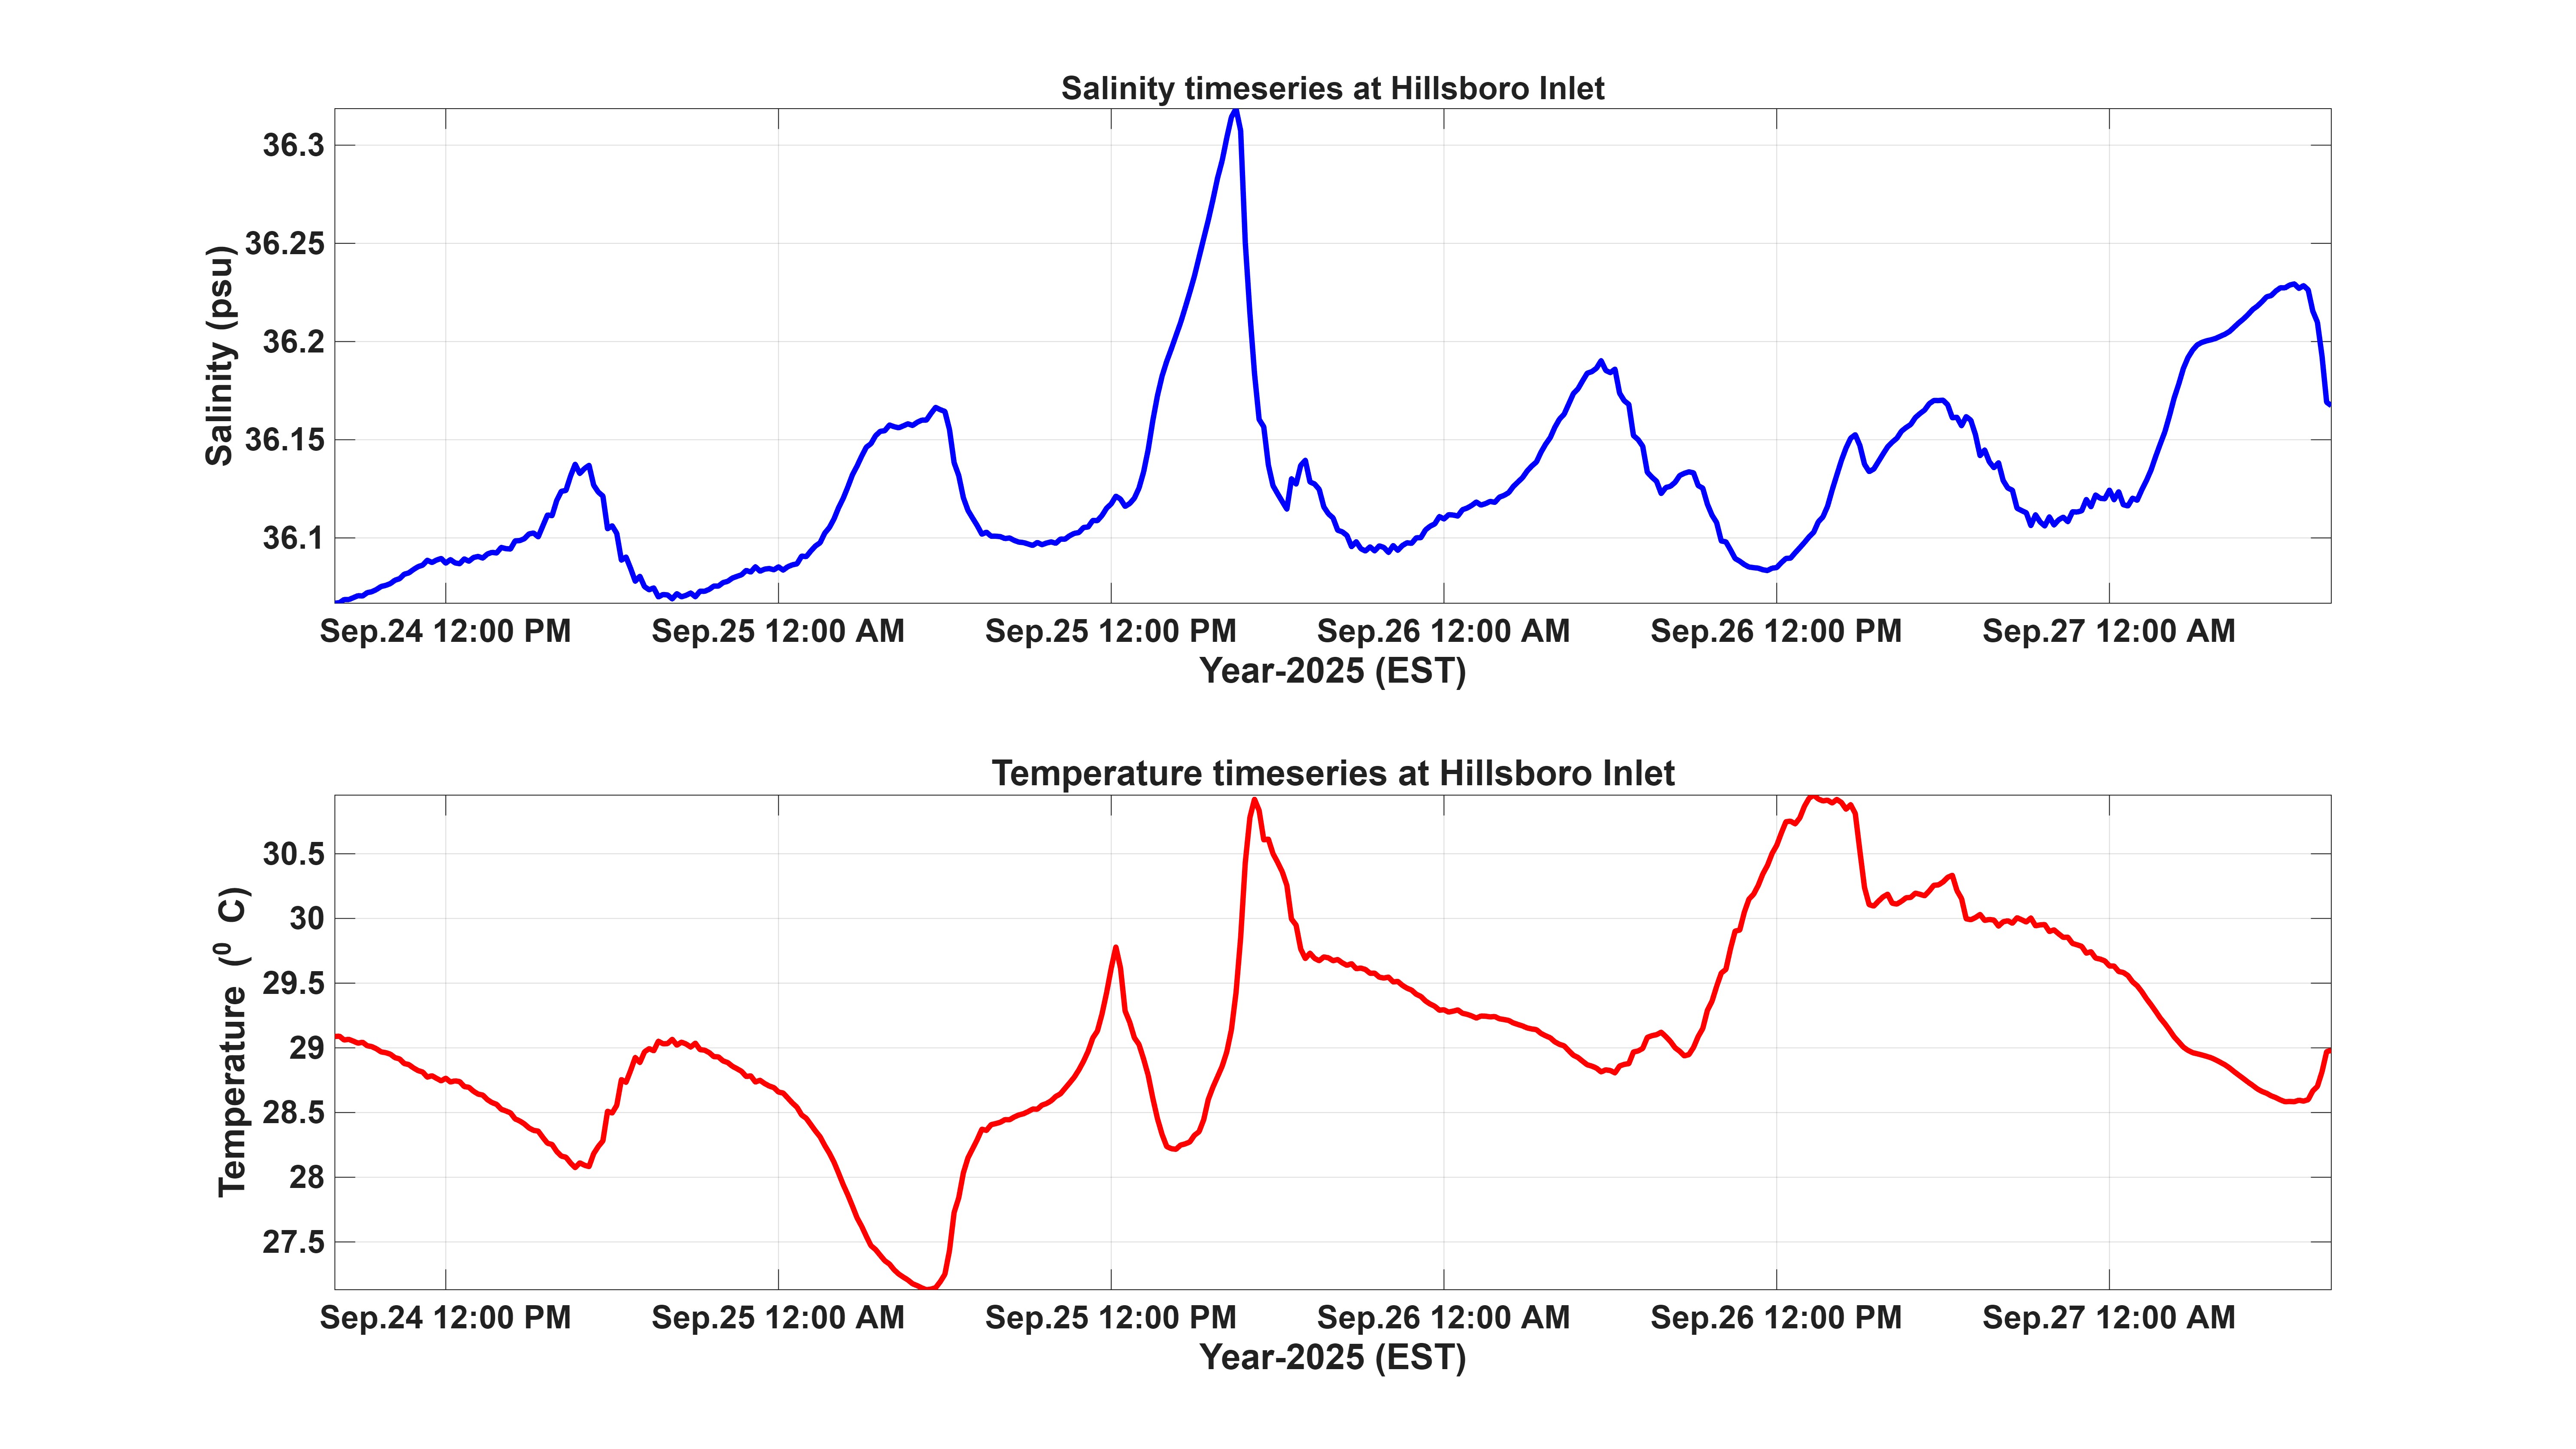 Salinity timeseries at Hillsboro Inlet
36.3
36.25
36.2
36.15
36.1
Salinity (psu)
Sep.24 12:00 PM Sep.25 12:00 AM Sep.25 12:00 PM Sep.26 12:00 AM Sep.26 12:00 PM Sep.27 12:00 AM
Year-2025 (EST)
Temperature timeseries at Hillsboro Inlet
30.5
30
29.5
29
28.5
28
27.5
Temperature (⁰ C)
Sep.24 12:00 PM Sep.25 12:00 AM Sep.25 12:00 PM Sep.26 12:00 AM Sep.26 12:00 PM Sep.27 12:00 AM
Year-2025 (EST)